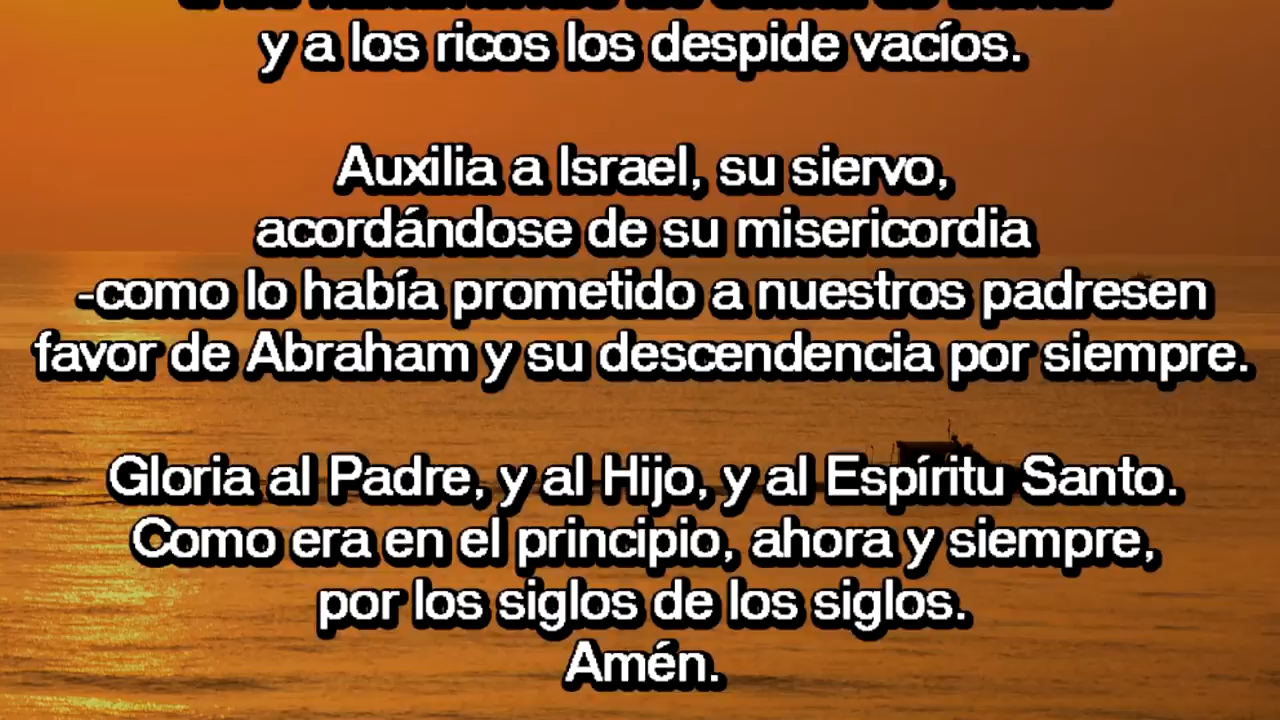 y a los ricos los despide vacíos.
Auxilia a Israel, su siervo,
acordándose de su misericordia
-como lo había prometido a nuestros padresen
favor de Abraham y su descendencia por siempre.
Gloria al Padre, y al Hijo, y al Espíritu Santo.
Como era en el principio, ahora y siempre,
por los siglos de los siglos.
Amén.